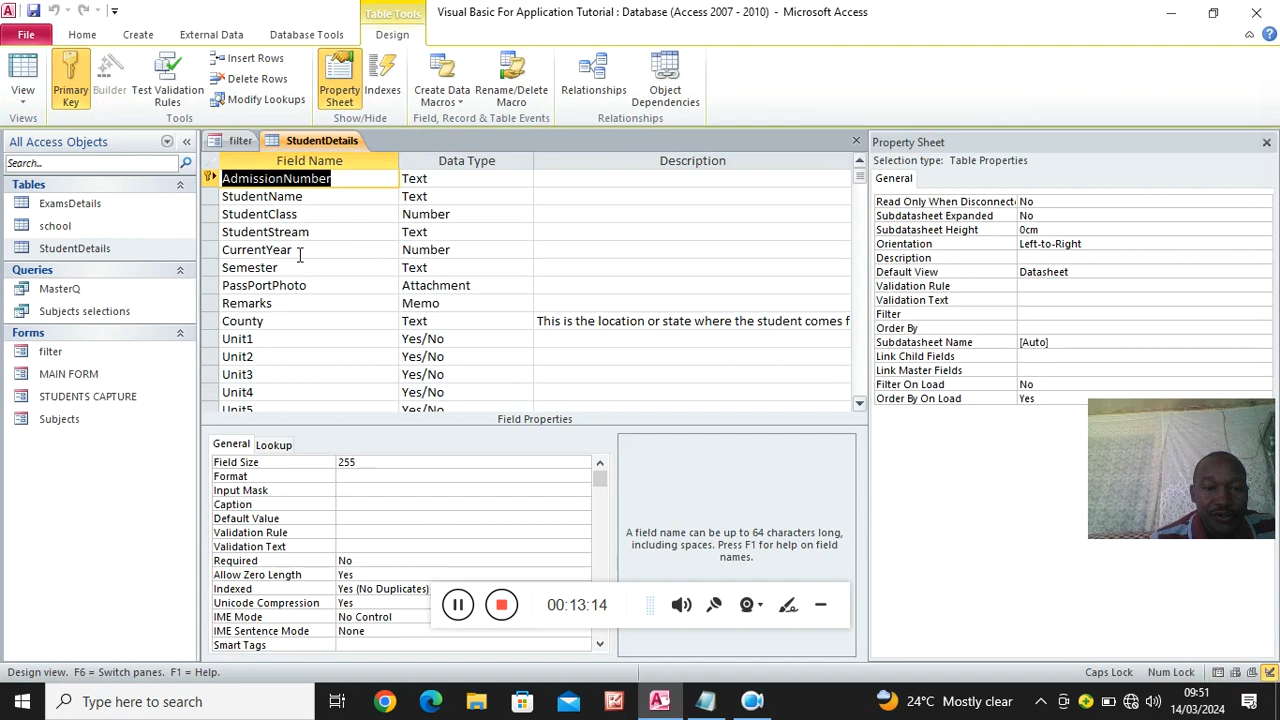 Visual Basic For Application Tutorial : Database (Access 2007 - 2010) - Microsoft Access
Table Tools
File Home Create External Data Database Tools Design
View
Primary Key
Builder
Test Validation Rules
Insert Rows
Delete Rows
Modify Lookups
Property Sheet
Indexes
Create Data Macros
Rename/Delete Macro
Relationships
Object Dependencies
Views Tools Show/Hide Field, Record & Table Events Relationships
All Access Objects
Search...
Tables
ExamsDetails
school
StudentDetails
Queries
MasterQ
Subjects selections
Forms
filter
MAIN FORM
STUDENTS CAPTURE
Subjects
filter StudentDetails
Field Name Data Type Description
AdmissionNumber Text
StudentName Text
StudentClass Number
StudentStream Text
CurrentYear Number
Semester Text
PassPortPhoto Attachment
Remarks Memo
County Text This is the location or state where the student comes f
Unit1 Yes/No
Unit2 Yes/No
Unit3 Yes/No
Unit4 Yes/No
Unit5 Yes/No
Field Properties
General Lookup
Field Size 255
Format
Input Mask
Caption
Default Value
Validation Rule
Validation Text
Required No
Allow Zero Length Yes
Indexed Yes (No Duplicates)
Unicode Compression Yes
IME Mode No Control
IME Sentence Mode None
Smart Tags
A field name can be up to 64 characters long,
including spaces. Press F1 for help on field
names.
00:13:14
Property Sheet
Selection type: Table Properties
General
Read Only When Disconnect No
Subdatasheet Expanded No
Subdatasheet Height 0cm
Orientation Left-to-Right
Description
Default View Datasheet
Validation Rule
Validation Text
Filter
Order By
Subdatasheet Name [Auto]
Link Child Fields
Link Master Fields
Filter On Load No
Order By On Load Yes
Design view. F6 = Switch panes. F1 = Help. Caps Lock Num Lock
Type here to search
24°C Mostly clear
09:51
14/03/2024